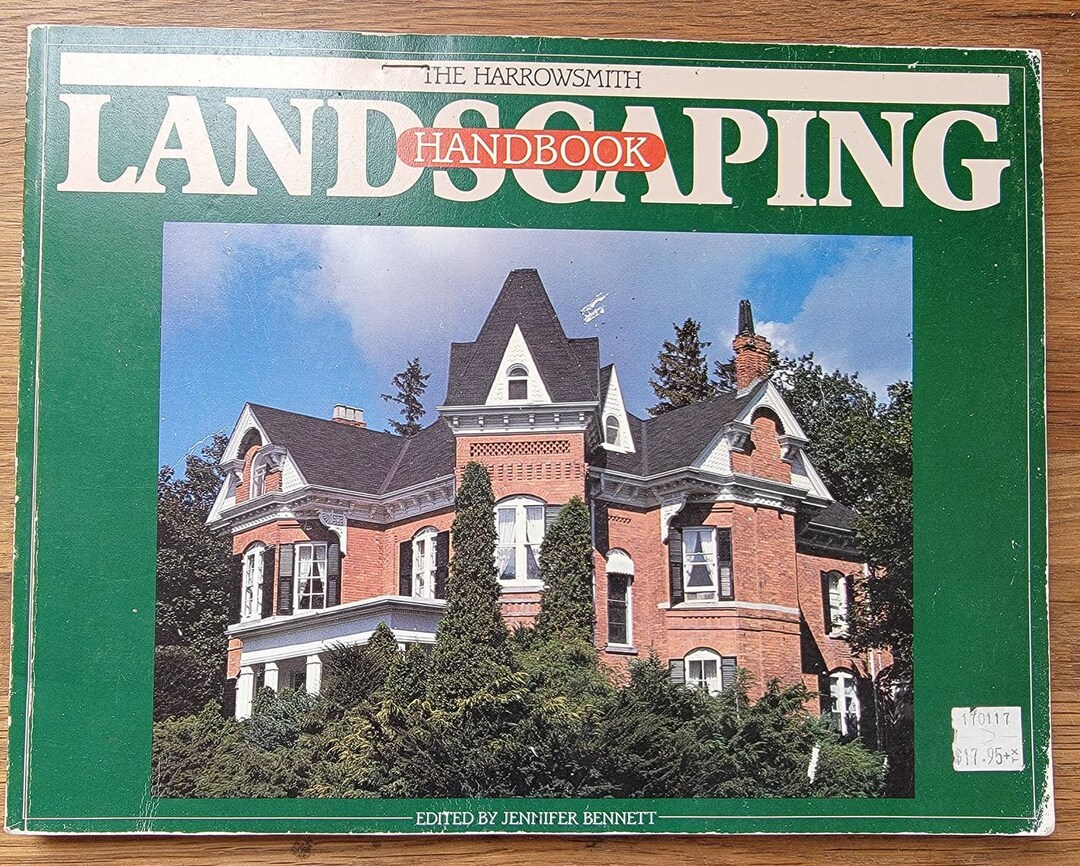 THE HARROWSMITH
LANDSCAPING
HANDBOOK
EDITED BY JENNIFER BENNETT
170117
S
$17.95+